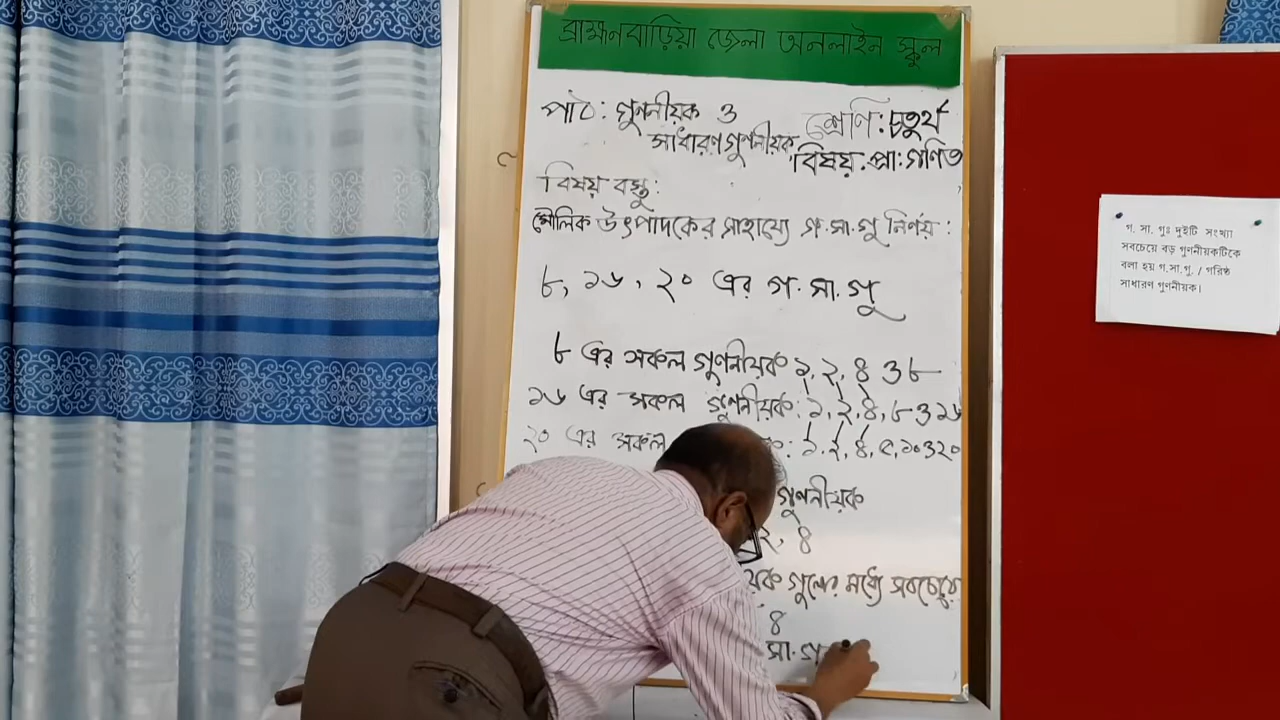 ব্রাহ্মনবাড়িয়া জেলা অনলাইন স্কুল
পাঠ: গুণনীয়ক ও
সাধারণ গুণনীয়ক
শ্রেণি: চতুর্থ
বিষয়: প্রা: গণিত
বিষয় বস্তু:
মৌলিক উৎপাদকের সাহায্যে গ.সা.গু নির্ণয়:
৮, ১৬, ২০ এর গ.সা.গু
৮ এর সকল গুণনীয়ক ১, ২, ৪ ও ৮
১৬ এর সকল গুণনীয়ক: ১, ২, ৪, ৮ ও ১৬
২০ এর সকল : ১, ২, ৪, ৫, ১০ ও ২০
গুণনীয়ক
২, ৪
গুলোর মধ্যে সবচেয়ে
৪
সা.গ
গ. সা. গুঃ দুইটি সংখ্যা
সবচেয়ে বড় গুণনীয়কটিকে
বলা হয় গ.সা.গু. / গরিষ্ঠ
সাধারণ গুণনীয়ক।